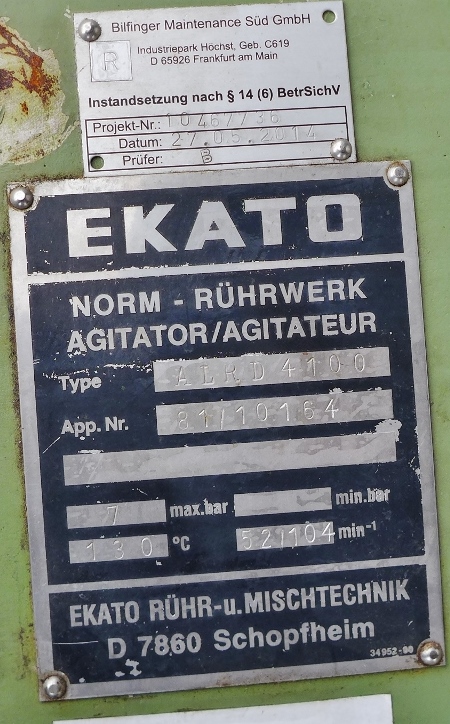 Bilfinger Maintenance Süd GmbH
R
Industriepark Höchst, Geb. C619
D 65926 Frankfurt am Main
Instandsetzung nach § 14 (6) BetrSichV
Projekt-Nr.: 10467736
Datum: 27.05.2014
Prüfer:
EKATO
NORM - RÜHRWERK
AGITATOR/AGITATEUR
Type ALRD 4100
App. Nr. 81/10164
7 max.bar min.bar
130 °C 52/104 min-1
EKATO RÜHR-u.MISCHTECHNIK
D 7860 Schopfheim
34952-90